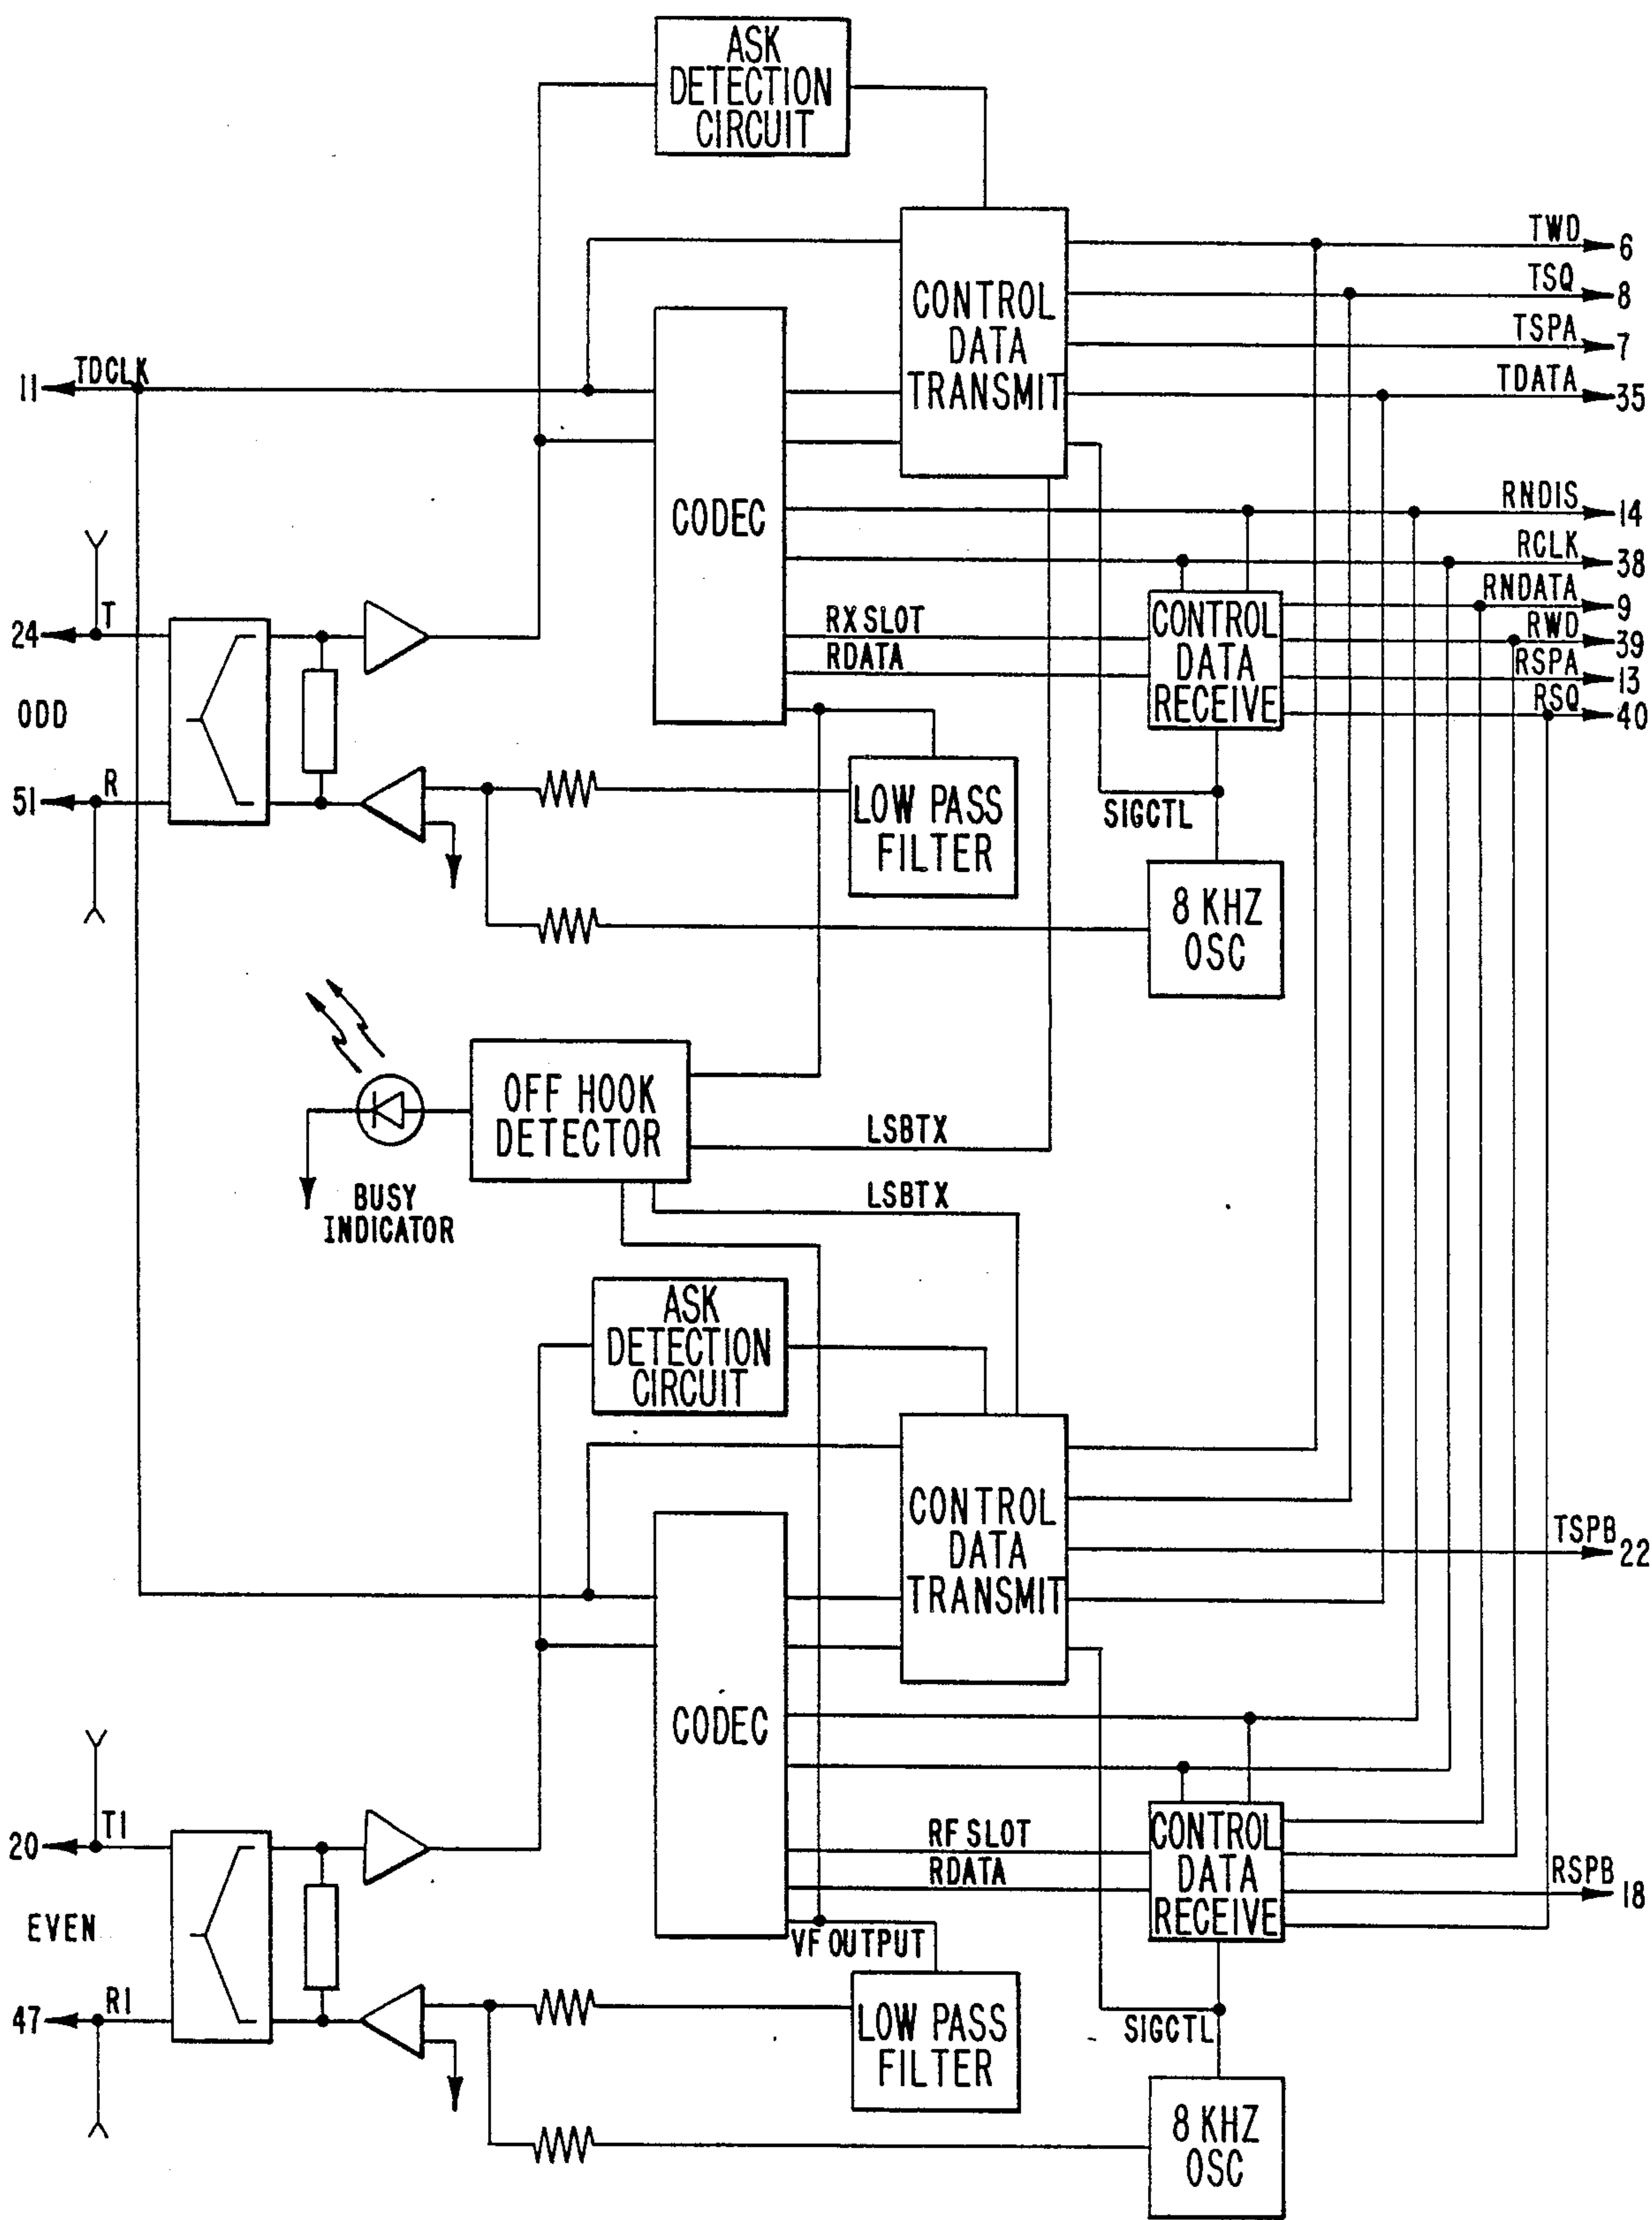 ASK
DETECTION
CIRCUIT
TWD
6
TSQ
8
CONTROL
DATA
TRANSMIT
TSPA
7
11
TDCLK
TDATA
35
CODEC
RNDIS
14
RCLK
38
RNDATA
9
24
T
RX SLOT
CONTROL
DATA
RECEIVE
RWD
39
RDATA
RSPA
13
ODD
RSQ
40
51
R
LOW PASS
FILTER
SIGCTL
8 KHZ
OSC
OFF HOOK
DETECTOR
LSBTX
BUSY
INDICATOR
LSBTX
ASK
DETECTION
CIRCUIT
CONTROL
DATA
TRANSMIT
TSPB
22
CODEC
20
T1
RF SLOT
CONTROL
DATA
RECEIVE
RDATA
RSPB
18
EVEN
VF OUTPUT
47
R1
LOW PASS
FILTER
SIGCTL
8 KHZ
OSC